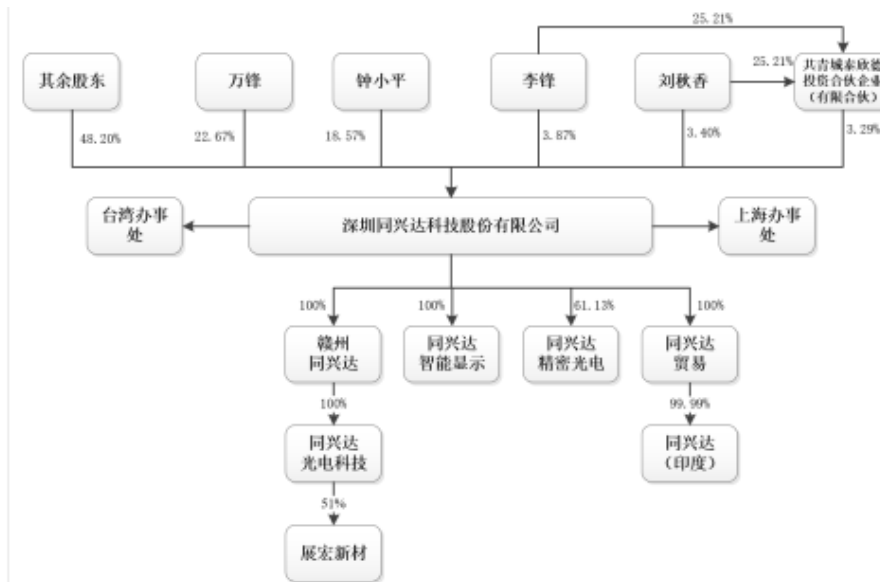 25.21%
其余股东
万锋
钟小平
李锋
刘秋香
25.21%
共青城泰欣德
投资合伙企业
（有限合伙）
48.20%
22.67%
18.57%
3.87%
3.40%
3.29%
台湾办事
处
深圳同兴达科技股份有限公司
上海办事
处
100%
100%
61.13%
100%
赣州
同兴达
同兴达
智能显示
同兴达
精密光电
同兴达
贸易
100%
99.99%
同兴达
光电科技
同兴达
（印度）
51%
展宏新材